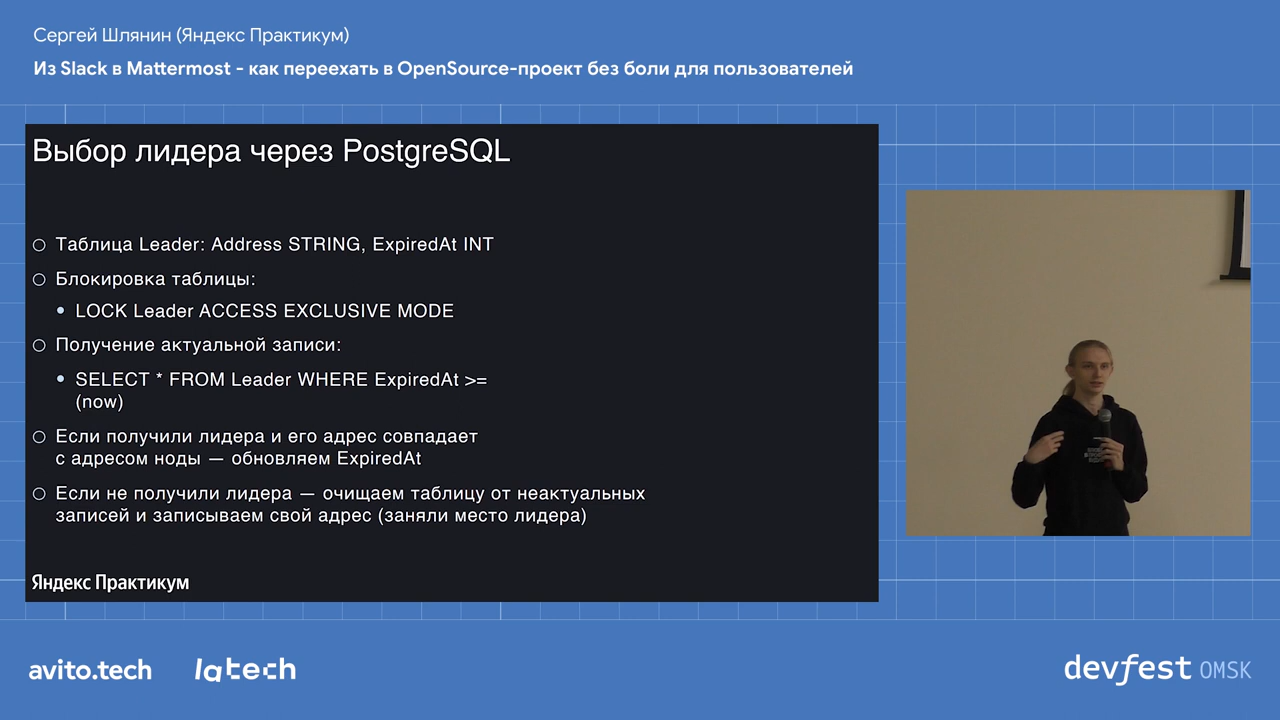 Сергей Шлянин (Яндекс Практикум)
Из Slack в Mattermost - как переехать в OpenSource-проект без боли для пользователей
Выбор лидера через PostgreSQL
Таблица Leader: Address STRING, ExpiredAt INT
Блокировка таблицы:
LOCK Leader ACCESS EXCLUSIVE MODE
Получение актуальной записи:
SELECT * FROM Leader WHERE ExpiredAt >=
(now)
Если получили лидера и его адрес совпадает
с адресом ноды — обновляем ExpiredAt
Если не получили лидера — очищаем таблицу от неактуальных
записей и записываем свой адрес (заняли место лидера)
Яндекс Практикум
avito.tech
latech
devfest OMSK